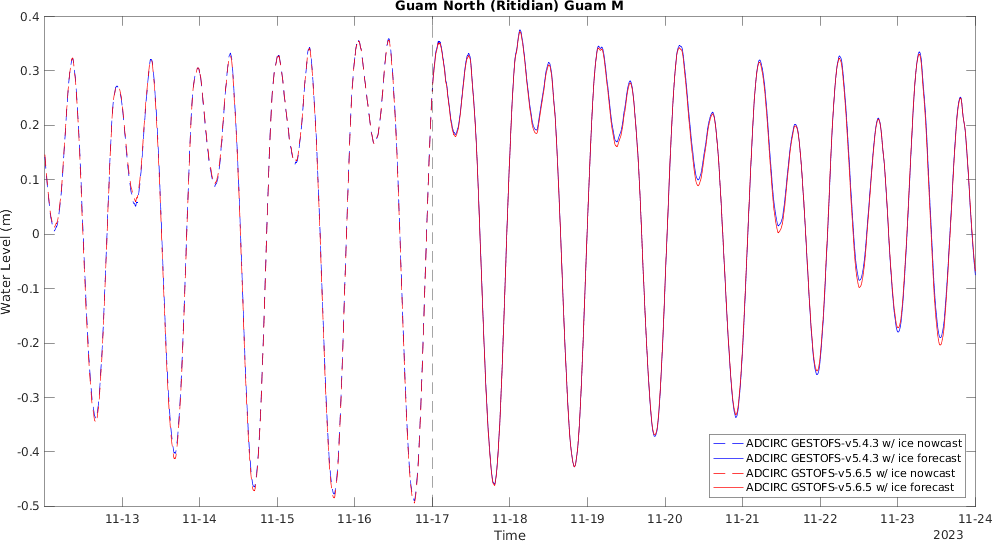 Guam North (Ritidian) Guam M
0.4
0.3
0.2
0.1
0
-0.1
-0.2
-0.3
-0.4
-0.5
Water Level (m)
ADCIRC GESTOFS-v5.4.3 w/ ice nowcast
ADCIRC GESTOFS-v5.4.3 w/ ice forecast
ADCIRC GSTOFS-v5.6.5 w/ ice nowcast
ADCIRC GSTOFS-v5.6.5 w/ ice forecast
11-13 11-14 11-15 11-16 11-17 11-18 11-19 11-20 11-21 11-22 11-23 11-24
Time
2023